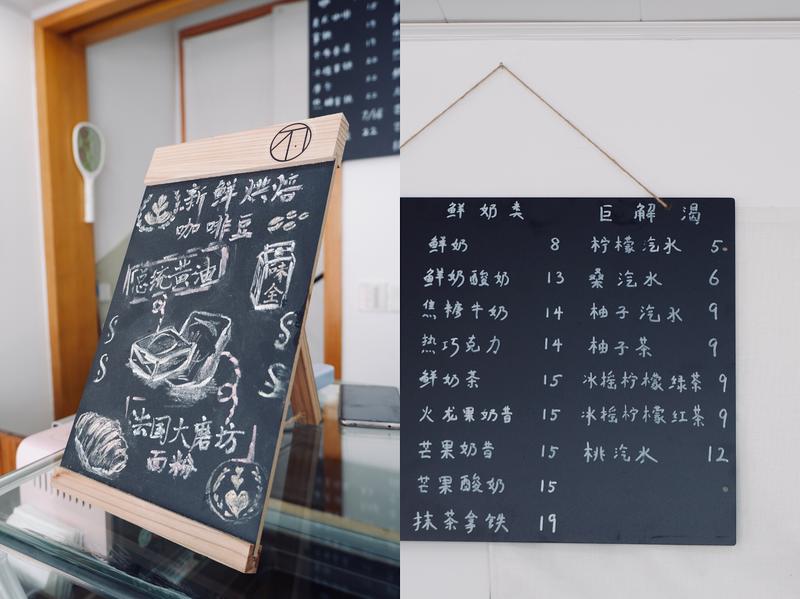 新鲜烘焙
咖啡豆
总统黄油
味全
法国大磨坊
面粉
鲜奶类
鲜奶 8
鲜奶酸奶 13
焦糖牛奶 14
热巧克力 14
鲜奶茶 15
火龙果奶昔 15
芒果奶昔 15
芒果酸奶 15
抹茶拿铁 19
巨解渴
柠檬汽水 5
桑汽水 6
柚子汽水 9
柚子茶 9
冰摇柠檬绿茶 9
冰摇柠檬红茶 9
桃汽水 12